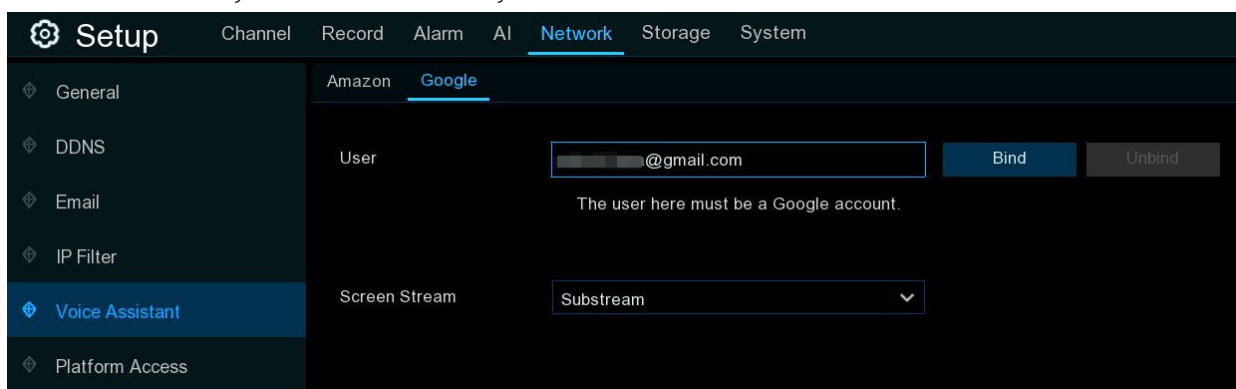 Setup Channel Record Alarm AI Network Storage System
General
Amazon Google
DDNS
User @gmail.com Bind Unbind
Email
The user here must be a Google account.
IP Filter
Voice Assistant
Screen Stream Substream
Platform Access